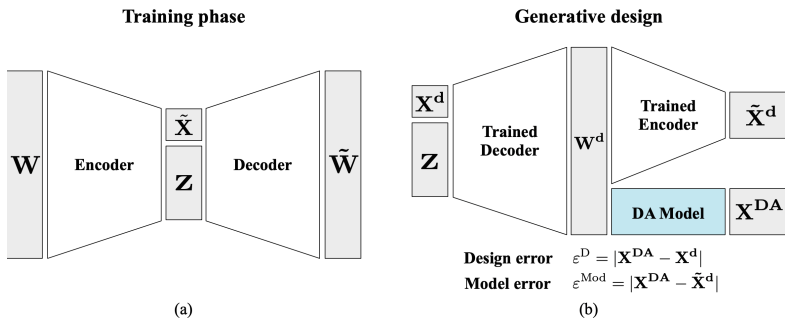 Training phase
W
Encoder
X̃
Z
Decoder
W̃
(a)
Generative design
X^d
Z
Trained
Decoder
W^d
Trained
Encoder
X̃^d
DA Model
X^DA
Design error ε^D = |X^DA − X^d|
Model error ε^Mod = |X^DA − X̃^d|
(b)